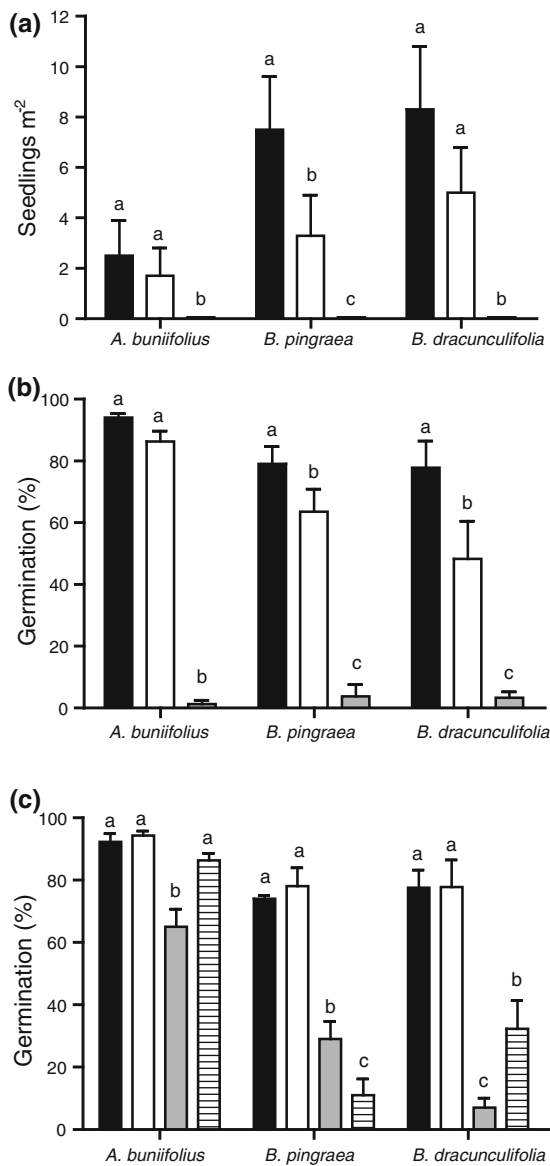 (a)
Seedlings m-2
12
10
8
6
4
2
0
a
a
b
a
b
c
a
a
b
A. buniifolius
B. pingraea
B. dracunculifolia
(b)
Germination (%)
100
80
60
40
20
0
a
a
b
a
b
c
a
b
c
A. buniifolius
B. pingraea
B. dracunculifolia
(c)
Germination (%)
100
80
60
40
20
0
a
a
b
a
a
a
b
c
a
a
c
b
A. buniifolius
B. pingraea
B. dracunculifolia